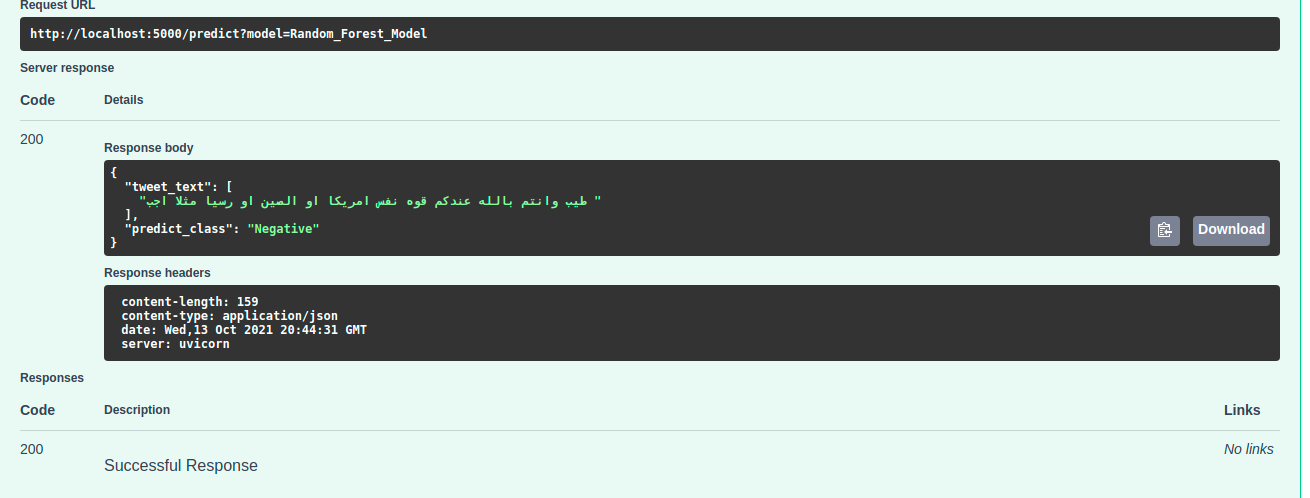 Request URL
http://localhost:5000/predict?model=Random_Forest_Model
Server response
Code Details
200
Response body
{
"tweet_text": [
"طيب وانتم بالله عندكم قوه نفس امريكا او الصين او رسيا مثلا اجب "
],
"predict_class": "Negative"
}
Download
Response headers
content-length: 159
content-type: application/json
date: Wed,13 Oct 2021 20:44:31 GMT
server: uvicorn
Responses
Code Description Links
200 No links
Successful Response